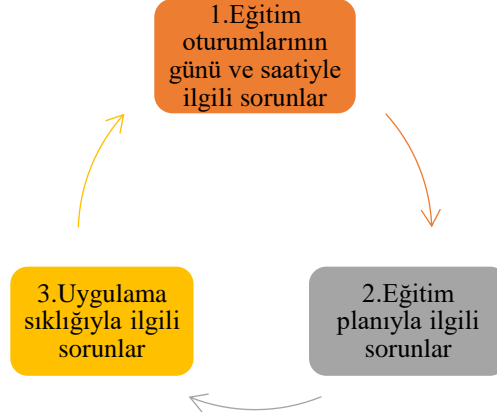 1.Eğitim
oturumlarının
günü ve saatiyle
ilgili sorunlar
2.Eğitim
planıyla ilgili
sorunlar
3.Uygulama
sıklığıyla ilgili
sorunlar